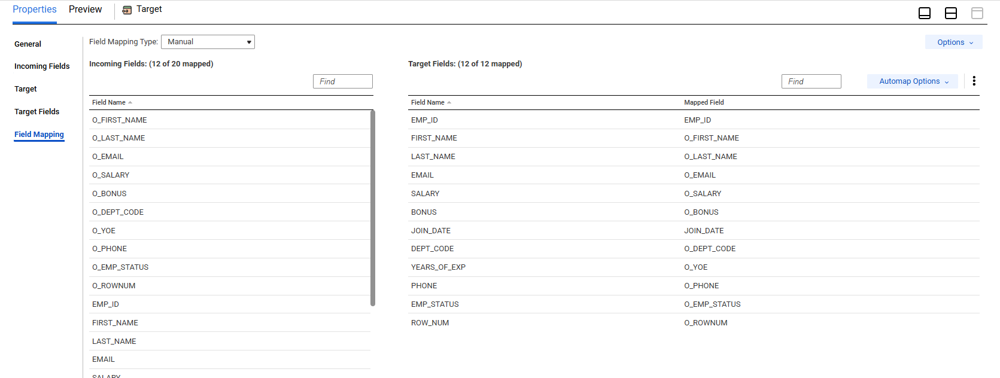 Properties Preview Target
General
Incoming Fields
Target
Target Fields
Field Mapping
Field Mapping Type: Manual
Options
Incoming Fields: (12 of 20 mapped)
Find
Field Name
O_FIRST_NAME
O_LAST_NAME
O_EMAIL
O_SALARY
O_BONUS
O_DEPT_CODE
O_YOE
O_PHONE
O_EMP_STATUS
O_ROWNUM
EMP_ID
FIRST_NAME
LAST_NAME
EMAIL
SALARY
Target Fields: (12 of 12 mapped)
Find Automap Options
Field Name Mapped Field
EMP_ID EMP_ID
FIRST_NAME O_FIRST_NAME
LAST_NAME O_LAST_NAME
EMAIL O_EMAIL
SALARY O_SALARY
BONUS O_BONUS
JOIN_DATE JOIN_DATE
DEPT_CODE O_DEPT_CODE
YEARS_OF_EXP O_YOE
PHONE O_PHONE
EMP_STATUS O_EMP_STATUS
ROW_NUM O_ROWNUM